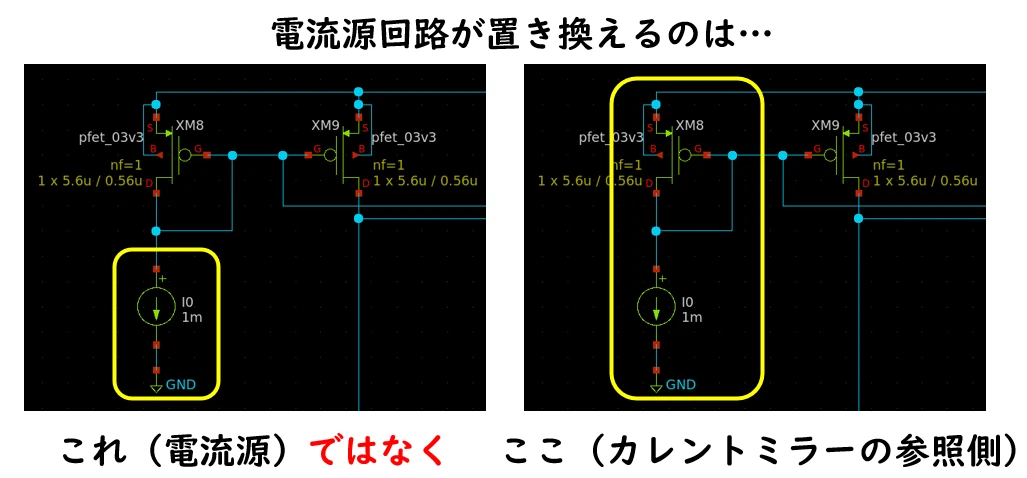 電流源回路が置き換えるのは…
S
XM8
pfet_03v3
B
G
nf=1
1 x 5.6u / 0.56u
D
XM9
S
pfet_03v3
G
B
nf=1
D
1 x 5.6u / 0.56u
+
I0
1m
GND
S
XM8
pfet_03v3
B
G
nf=1
1 x 5.6u / 0.56u
D
XM9
S
pfet_03v3
G
B
nf=1
D
1 x 5.6u / 0.56u
+
I0
1m
GND
これ（電流源）ではなく
ここ（カレントミラーの参照側）